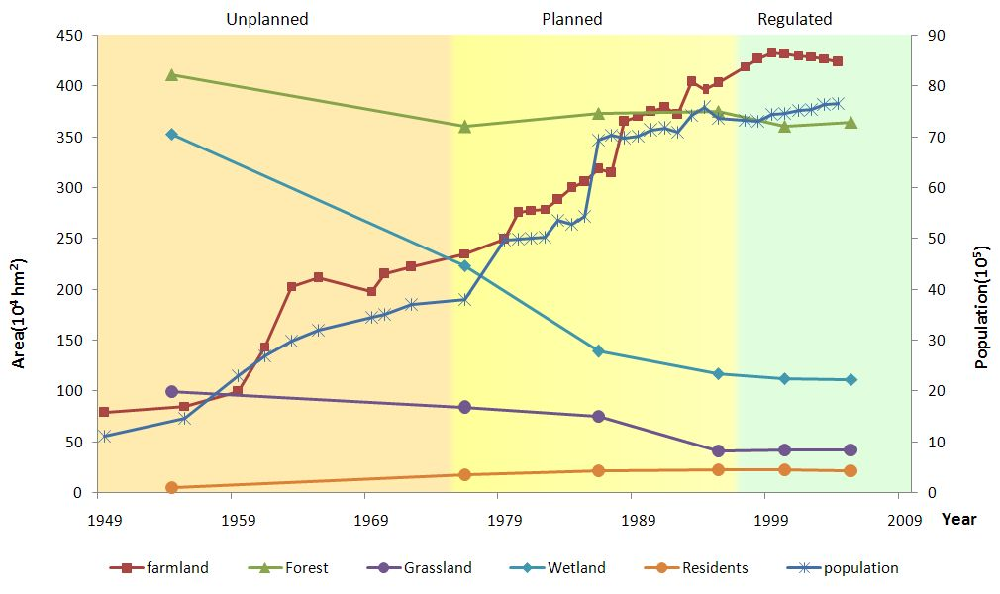 Unplanned Planned Regulated
450 90
400 80
350 70
300 60
250 50
200 40
150 30
100 20
50 10
0 0
Area(10⁴ hm²)
Population(10⁵)
1949 1959 1969 1979 1989 1999 2009 Year
farmland Forest Grassland Wetland Residents population